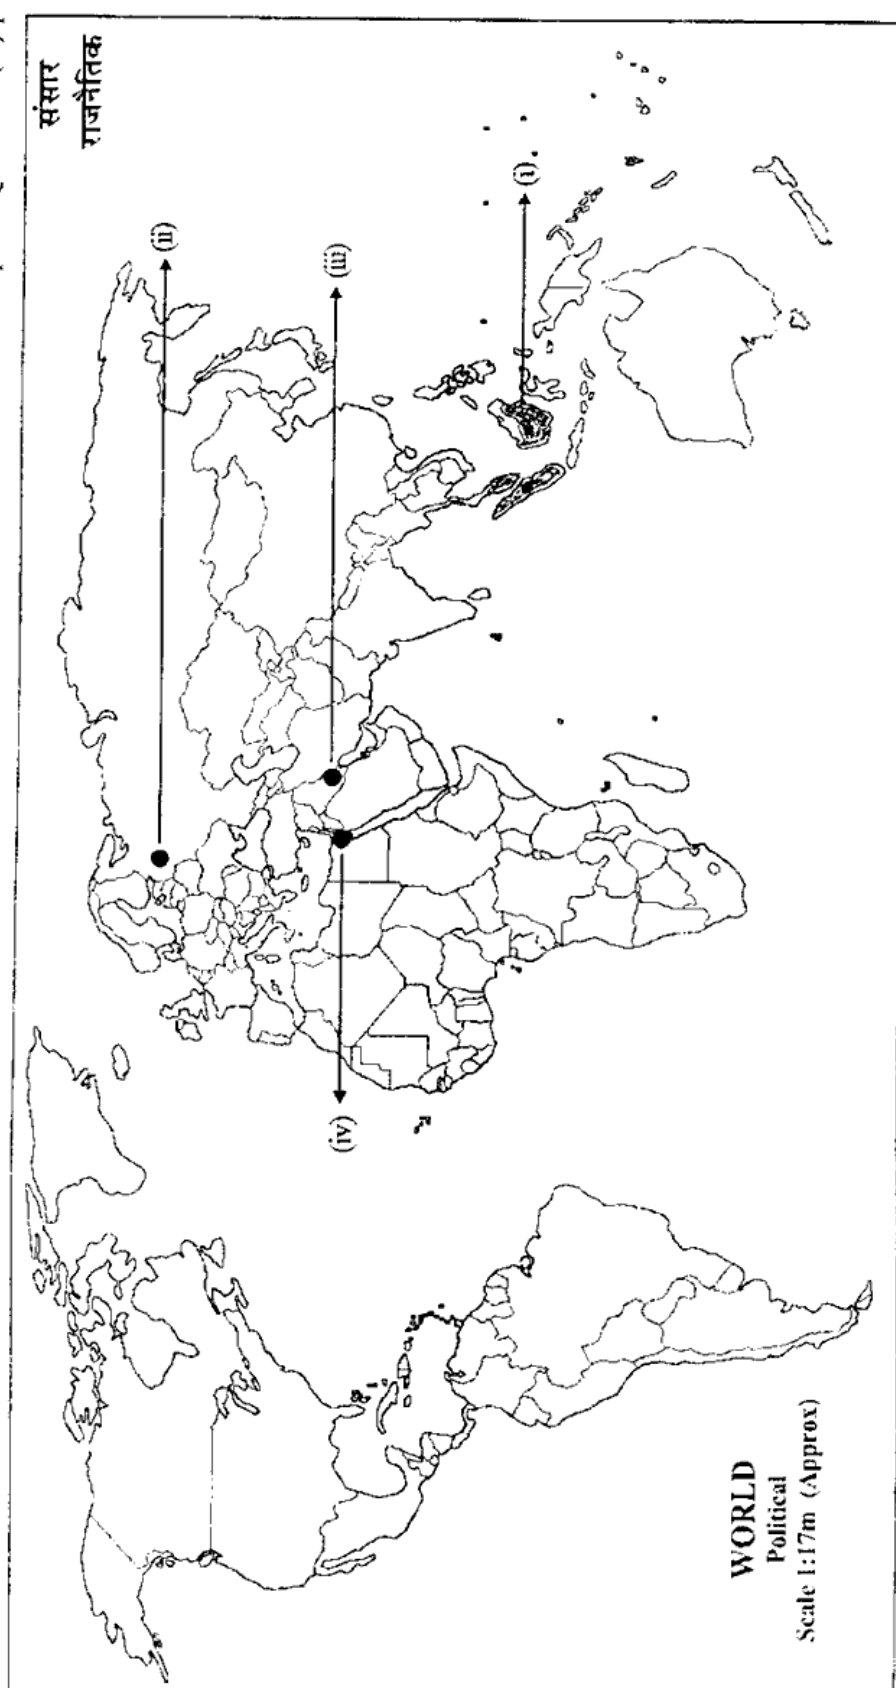 संसार
राजनैतिक
(ii)
(iii)
(i)
(iv)
WORLD
Political
Scale 1:17m (Approx)